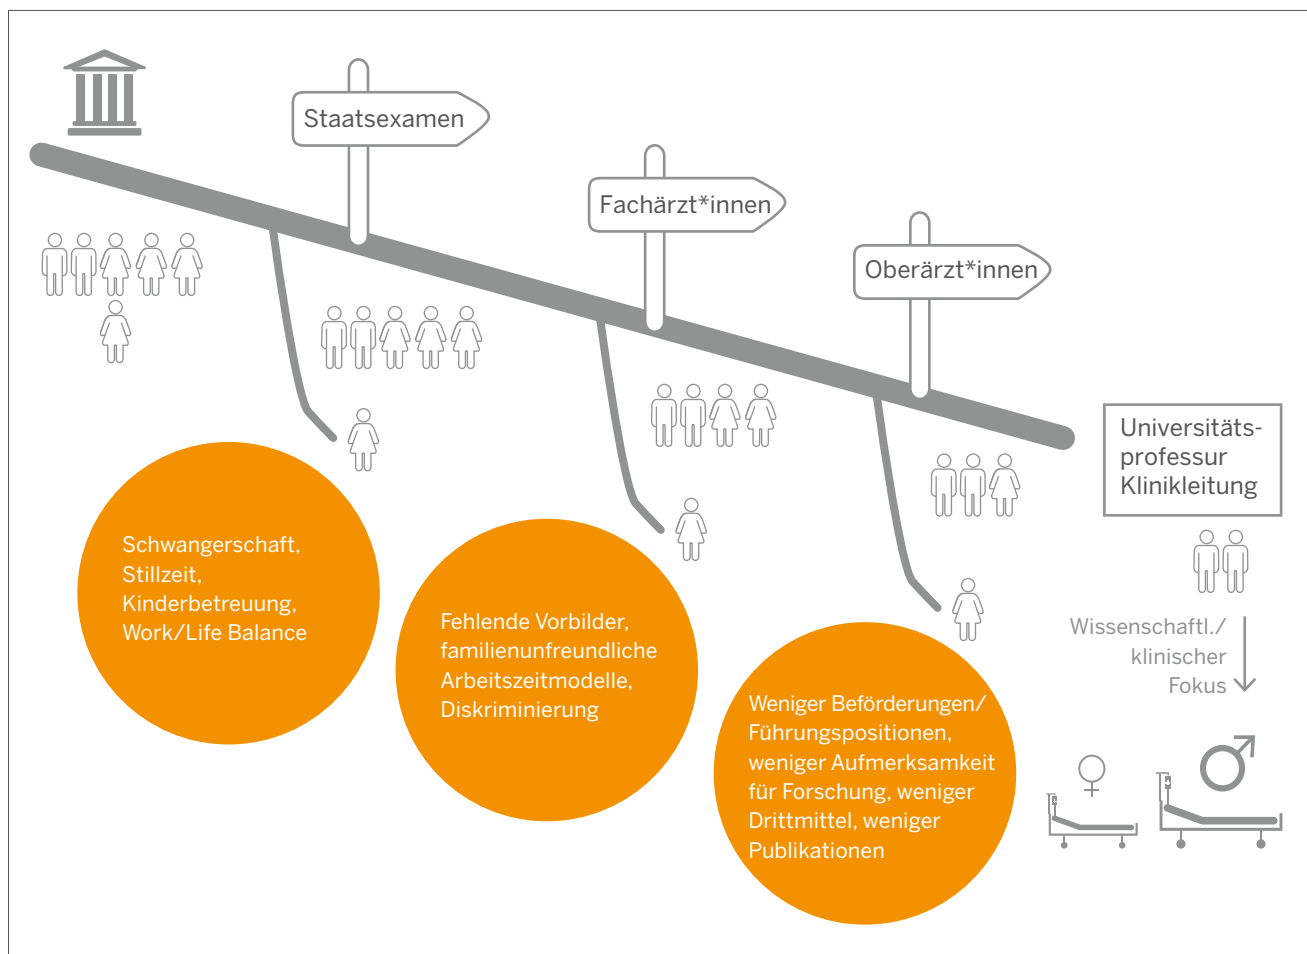 Staatsexamen
Fachärzt*innen
Oberärzt*innen
Universitäts-
professur
Klinikleitung
Schwangerschaft,
Stillzeit,
Kinderbetreuung,
Work/Life Balance
Fehlende Vorbilder,
familienunfreundliche
Arbeitszeitmodelle,
Diskriminierung
Weniger Beförderungen/
Führungspositionen,
weniger Aufmerksamkeit
für Forschung, weniger
Drittmittel, weniger
Publikationen
Wissenschaftl./
klinischer
Fokus